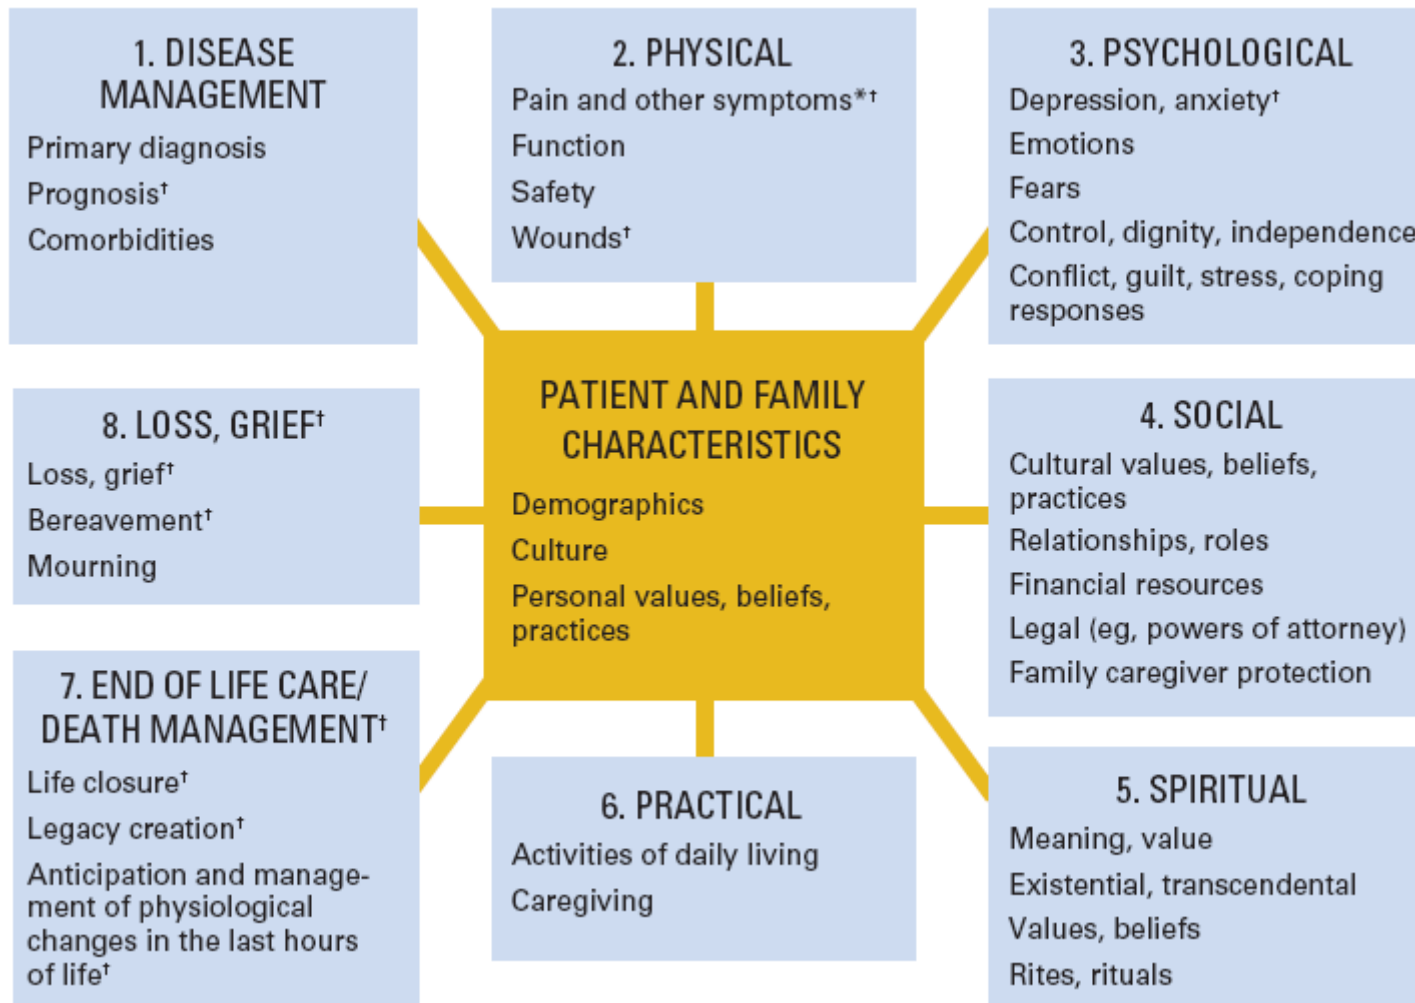 1. DISEASE
MANAGEMENT
Primary diagnosis
Prognosis†
Comorbidities
2. PHYSICAL
Pain and other symptoms*†
Function
Safety
Wounds†
3. PSYCHOLOGICAL
Depression, anxiety†
Emotions
Fears
Control, dignity, independence
Conflict, guilt, stress, coping
responses
8. LOSS, GRIEF†
Loss, grief†
Bereavement†
Mourning
PATIENT AND FAMILY
CHARACTERISTICS
Demographics
Culture
Personal values, beliefs,
practices
4. SOCIAL
Cultural values, beliefs,
practices
Relationships, roles
Financial resources
Legal (eg, powers of attorney)
Family caregiver protection
7. END OF LIFE CARE/
DEATH MANAGEMENT†
Life closure†
Legacy creation†
Anticipation and manage-
ment of physiological
changes in the last hours
of life†
6. PRACTICAL
Activities of daily living
Caregiving
5. SPIRITUAL
Meaning, value
Existential, transcendental
Values, beliefs
Rites, rituals